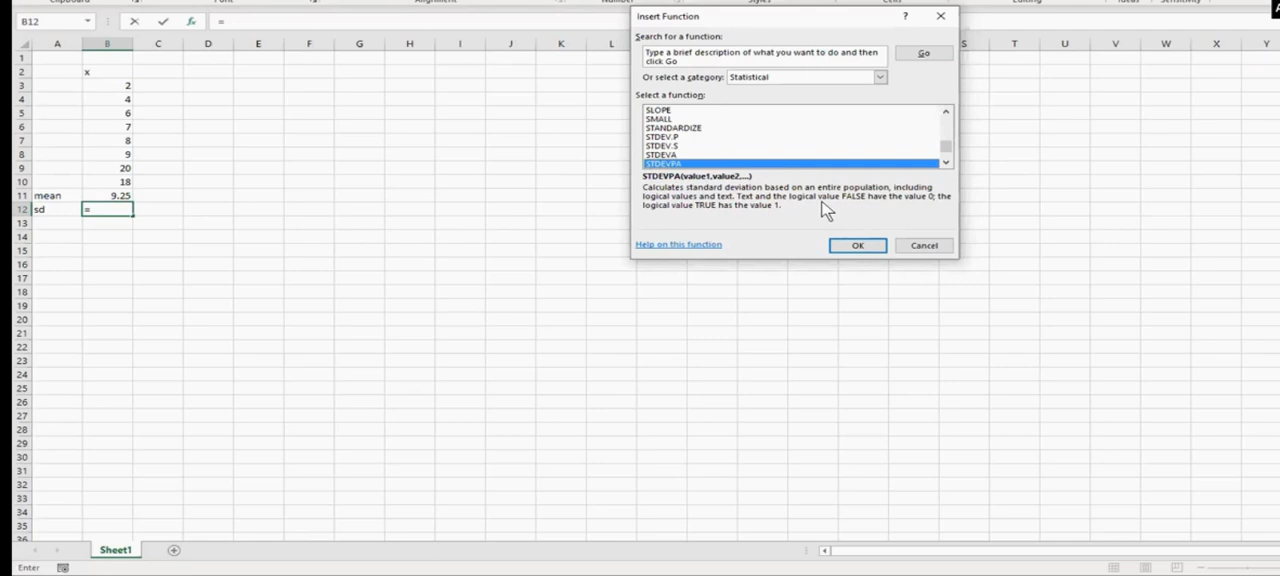 Clipboard Font Alignment Number Styles Cells Editing Ideas Sensitivity
B12 fx =
A B C D E F G H I J K L S T U V W X Y
1
2 x
3 2
4 4
5 6
6 7
7 8
8 9
9 20
10 18
11 mean 9.25
12 sd =
13
14
15
16
17
18
19
20
21
22
23
24
25
26
27
28
29
30
31
32
33
34
35
36
Insert Function ?
Search for a function:
Type a brief description of what you want to do and then
click Go
Go
Or select a category: Statistical
Select a function:
SLOPE
SMALL
STANDARDIZE
STDEV.P
STDEV.S
STDEVA
STDEVPA
STDEVPA(value1,value2,...)
Calculates standard deviation based on an entire population, including
logical values and text. Text and the logical value FALSE have the value 0; the
logical value TRUE has the value 1.
Help on this function OK Cancel
Sheet1
Enter